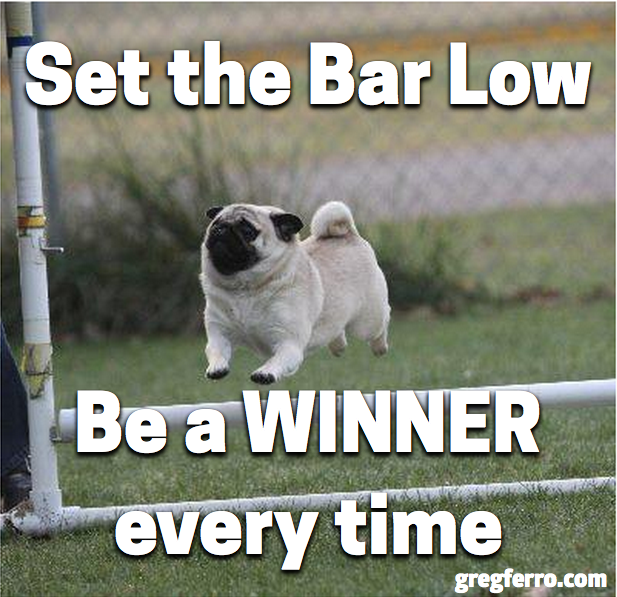 Set the Bar Low
Be a WINNER
every time
gregferro.com